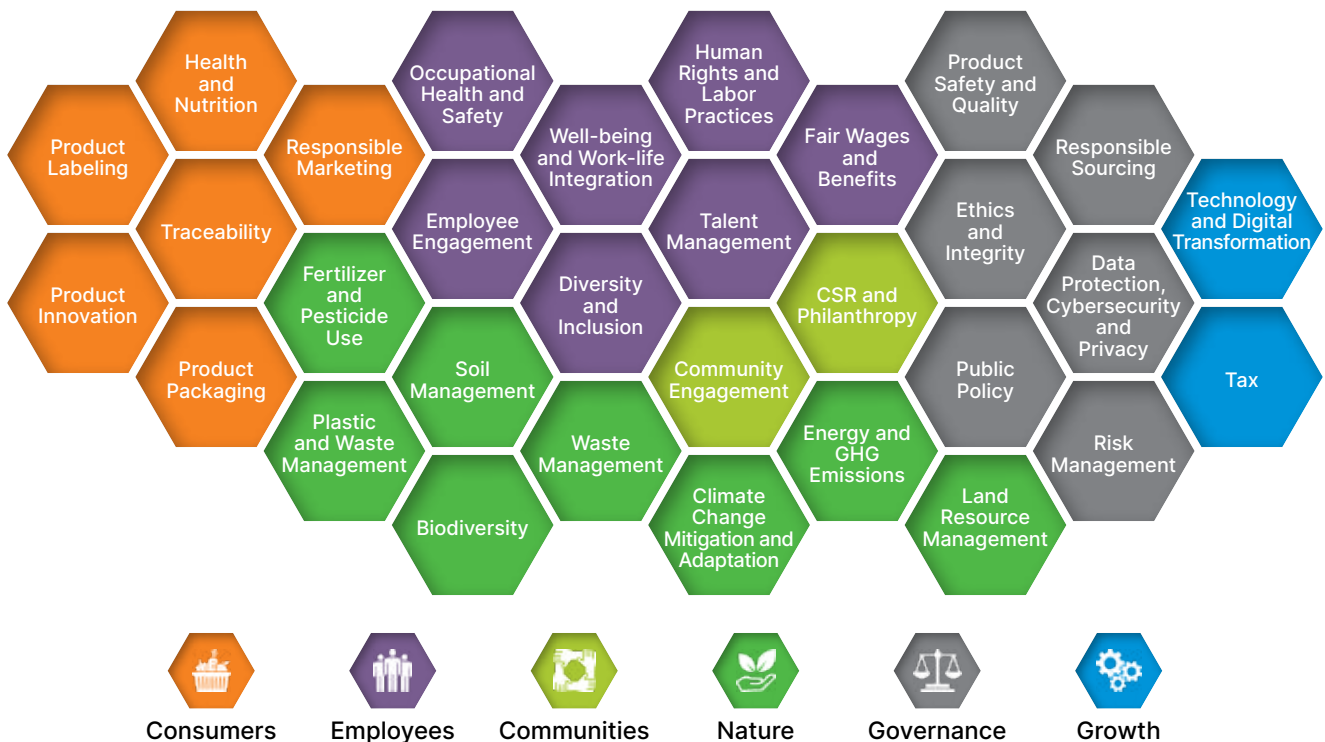 Health
and
Nutrition
Occupational
Health and
Safety
Human
Rights and
Labor
Practices
Product
Safety and
Quality
Product
Labeling
Responsible
Marketing
Well-being
and Work-life
Integration
Fair Wages
and
Benefits
Responsible
Sourcing
Traceability
Employee
Engagement
Talent
Management
Ethics
and
Integrity
Technology
and Digital
Transformation
Product
Innovation
Fertilizer
and
Pesticide
Use
Diversity
and
Inclusion
CSR and
Philanthropy
Data
Protection,
Cybersecurity
and
Privacy
Product
Packaging
Soil
Management
Community
Engagement
Public
Policy
Tax
Plastic
and Waste
Management
Waste
Management
Energy and
GHG
Emissions
Risk
Management
Biodiversity
Climate
Change
Mitigation and
Adaptation
Land
Resource
Management
Consumers
Employees
Communities
Nature
Governance
Growth